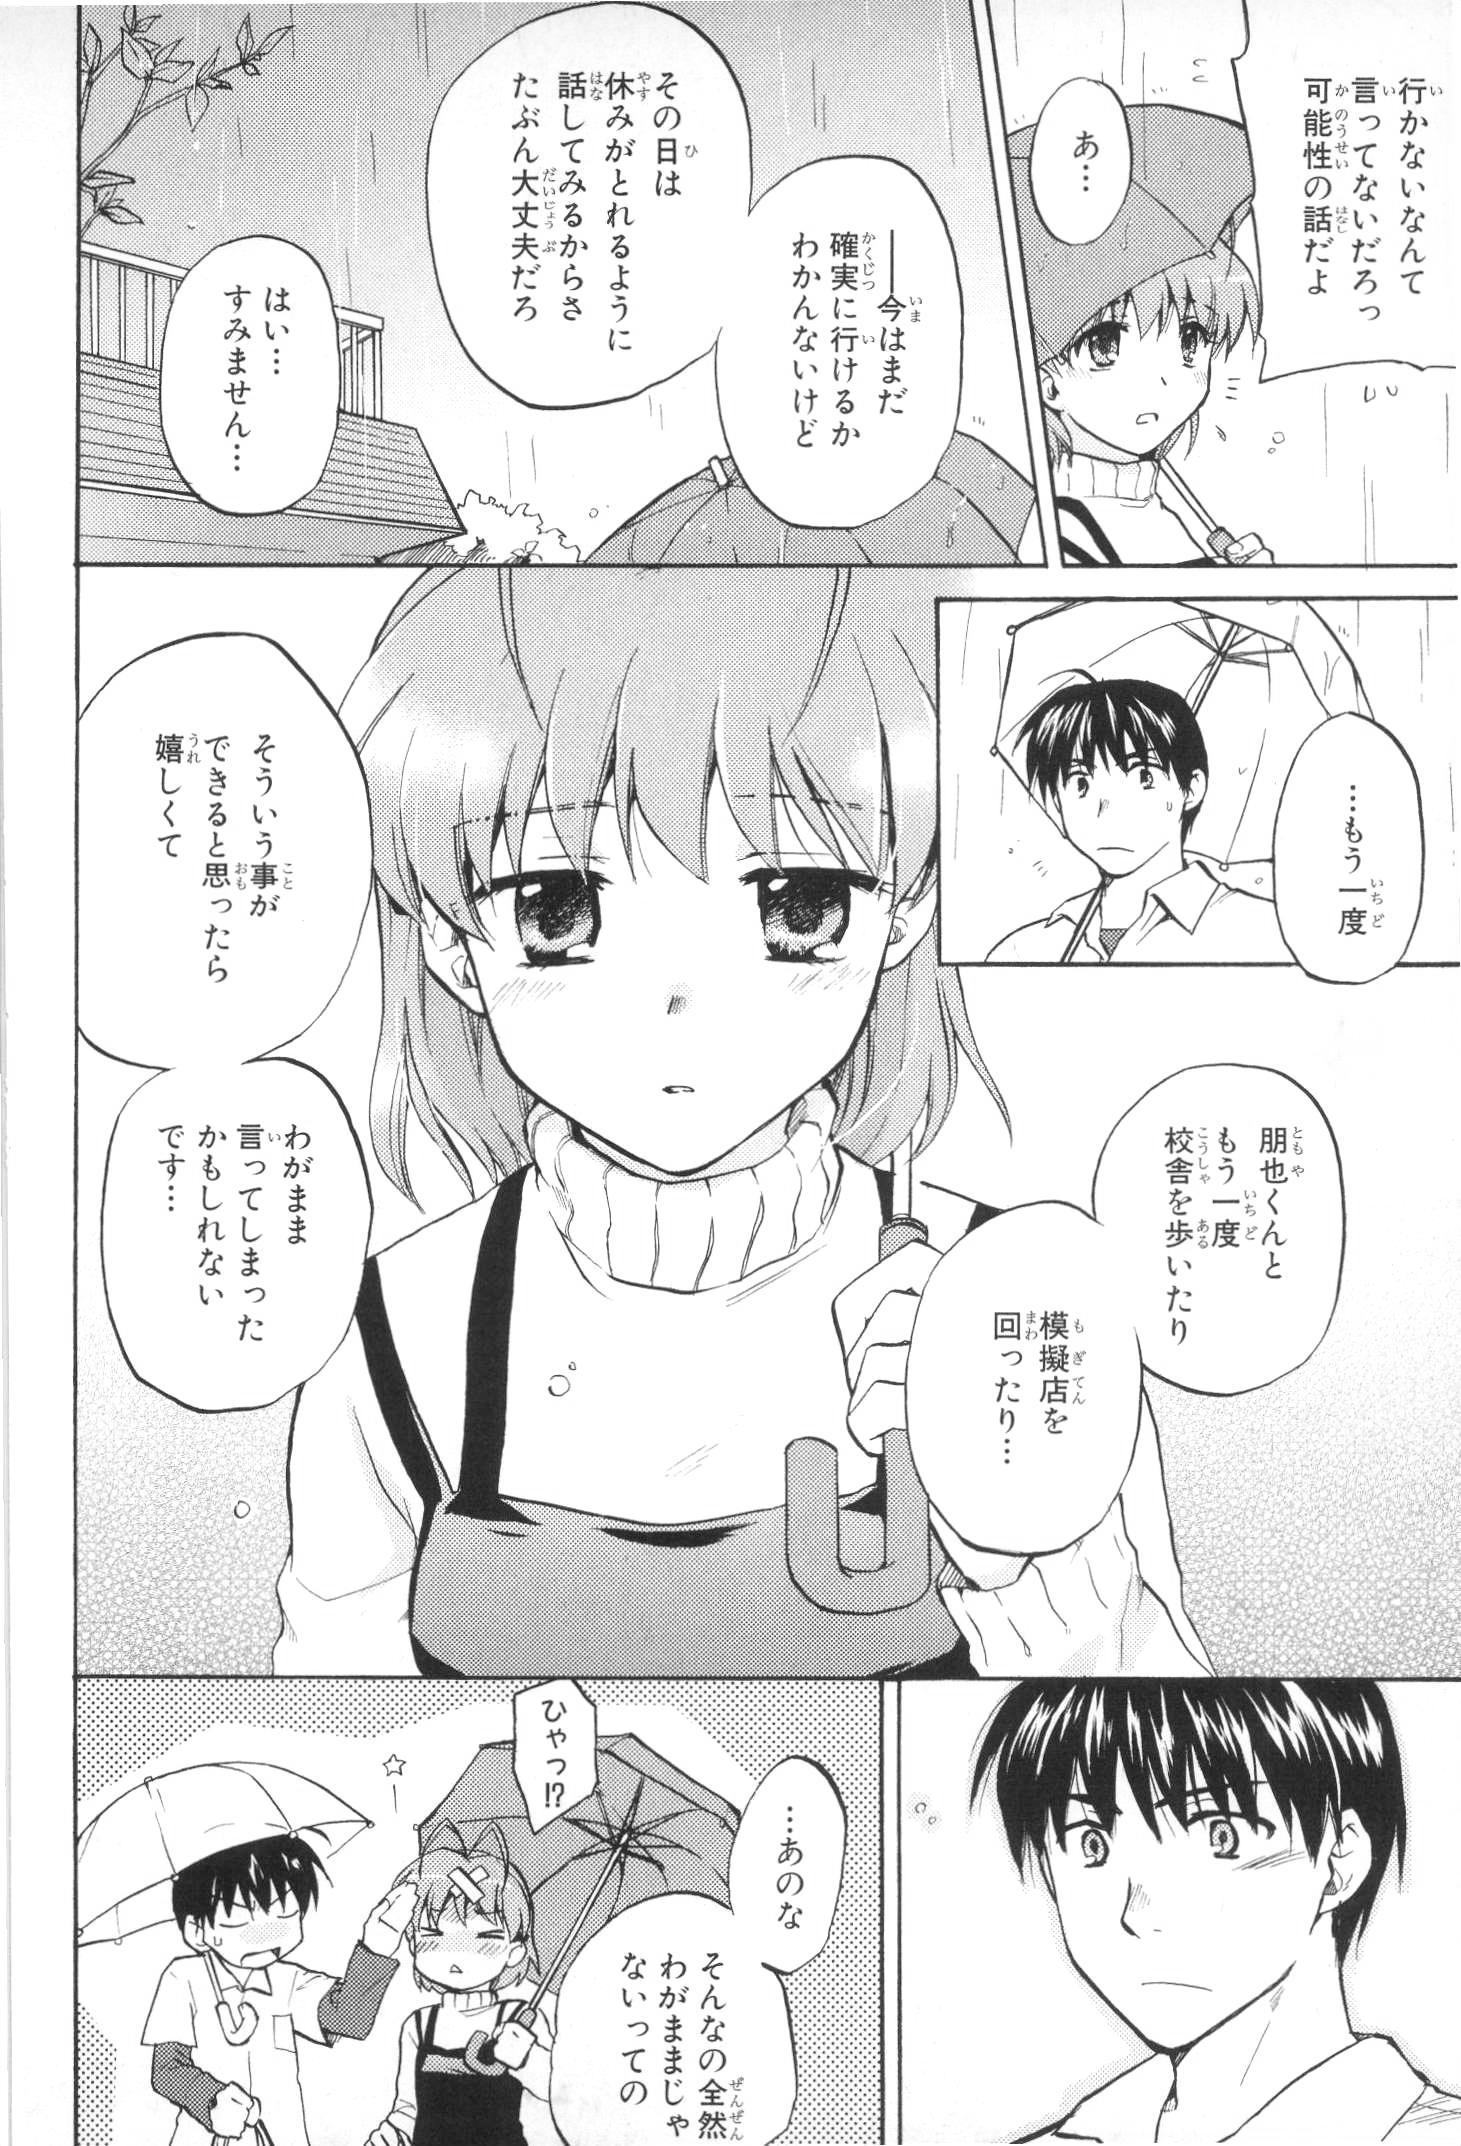 行かないなんて
言ってないだろっ
可能性の話だよ
あ…
――今はまだ
確実に行けるか
わかんないけど
その日は
休みがとれるように
話してみるからさ
たぶん大丈夫だろ
はい…
すみません…
…もう一度
朋也くんと
もう一度
校舎を歩いたり
模擬店を
回ったり…
そういう事が
できると思ったら
嬉しくて
わがまま
言ってしまった
かもしれない
です…
…あのな
そんなの全然
わがままじゃ
ないっての
ひゃっ!?